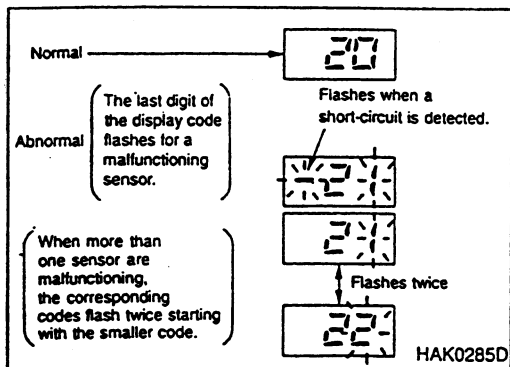 Normal
20
Abnormal
The last digit of
the display code
flashes for a
malfunctioning
sensor.
Flashes when a
short-circuit is detected.
-21
21
When more than
one sensor are
malfunctioning,
the corresponding
codes flash twice starting
with the smaller code.
Flashes twice
22
HAK0285D